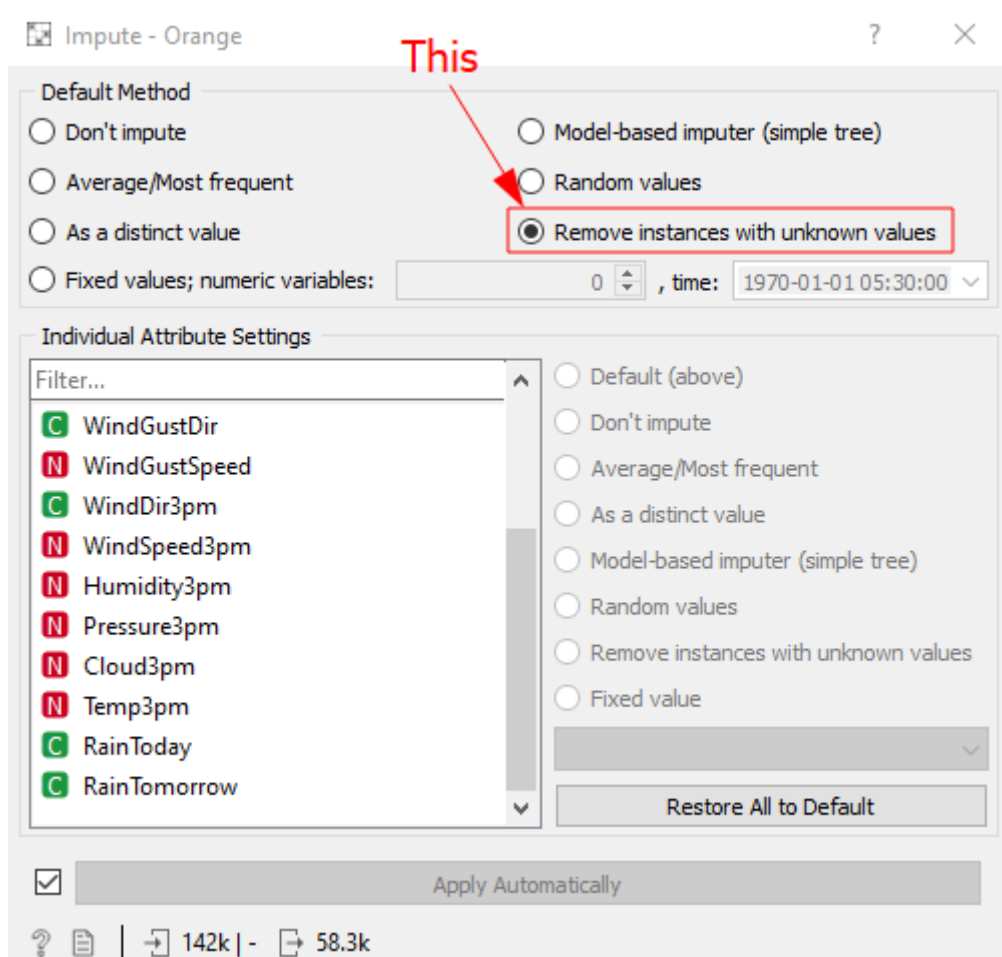 Impute - Orange
This
Default Method
Don't impute
Model-based imputer (simple tree)
Average/Most frequent
Random values
As a distinct value
Remove instances with unknown values
Fixed values; numeric variables: 0 , time: 1970-01-01 05:30:00
Individual Attribute Settings
Filter...
Default (above)
C WindGustDir
Don't impute
N WindGustSpeed
Average/Most frequent
C WindDir3pm
As a distinct value
N WindSpeed3pm
Model-based imputer (simple tree)
N Humidity3pm
Random values
N Pressure3pm
Remove instances with unknown values
N Cloud3pm
Fixed value
N Temp3pm
C RainToday
C RainTomorrow
Restore All to Default
Apply Automatically
? 142k | - 58.3k